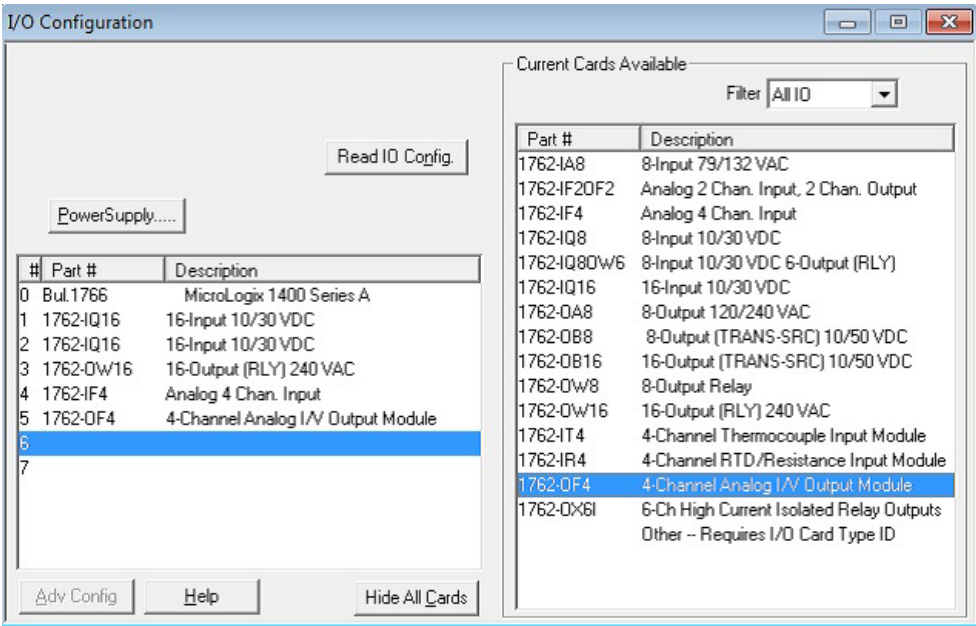 I/O Configuration
Current Cards Available
Filter All IO
Read IO Config.
PowerSupply.....
# Part # Description
0 Bul.1766 MicroLogix 1400 Series A
1 1762-IQ16 16-Input 10/30 VDC
2 1762-IQ16 16-Input 10/30 VDC
3 1762-OW16 16-Output (RLY) 240 VAC
4 1762-IF4 Analog 4 Chan. Input
5 1762-OF4 4-Channel Analog I/V Output Module
6
7
Adv Config Help Hide All Cards
Part # Description
1762-IA8 8-Input 79/132 VAC
1762-IF2OF2 Analog 2 Chan. Input, 2 Chan. Output
1762-IF4 Analog 4 Chan. Input
1762-IQ8 8-Input 10/30 VDC
1762-IQ8OW6 8-Input 10/30 VDC 6-Output (RLY)
1762-IQ16 16-Input 10/30 VDC
1762-OA8 8-Output 120/240 VAC
1762-OB8 8-Output (TRANS-SRC) 10/50 VDC
1762-OB16 16-Output (TRANS-SRC) 10/50 VDC
1762-OW8 8-Output Relay
1762-OW16 16-Output (RLY) 240 VAC
1762-IT4 4-Channel Thermocouple Input Module
1762-IR4 4-Channel RTD/Resistance Input Module
1762-OF4 4-Channel Analog I/V Output Module
1762-OX6I 6-Ch High Current Isolated Relay Outputs
Other -- Requires I/O Card Type ID